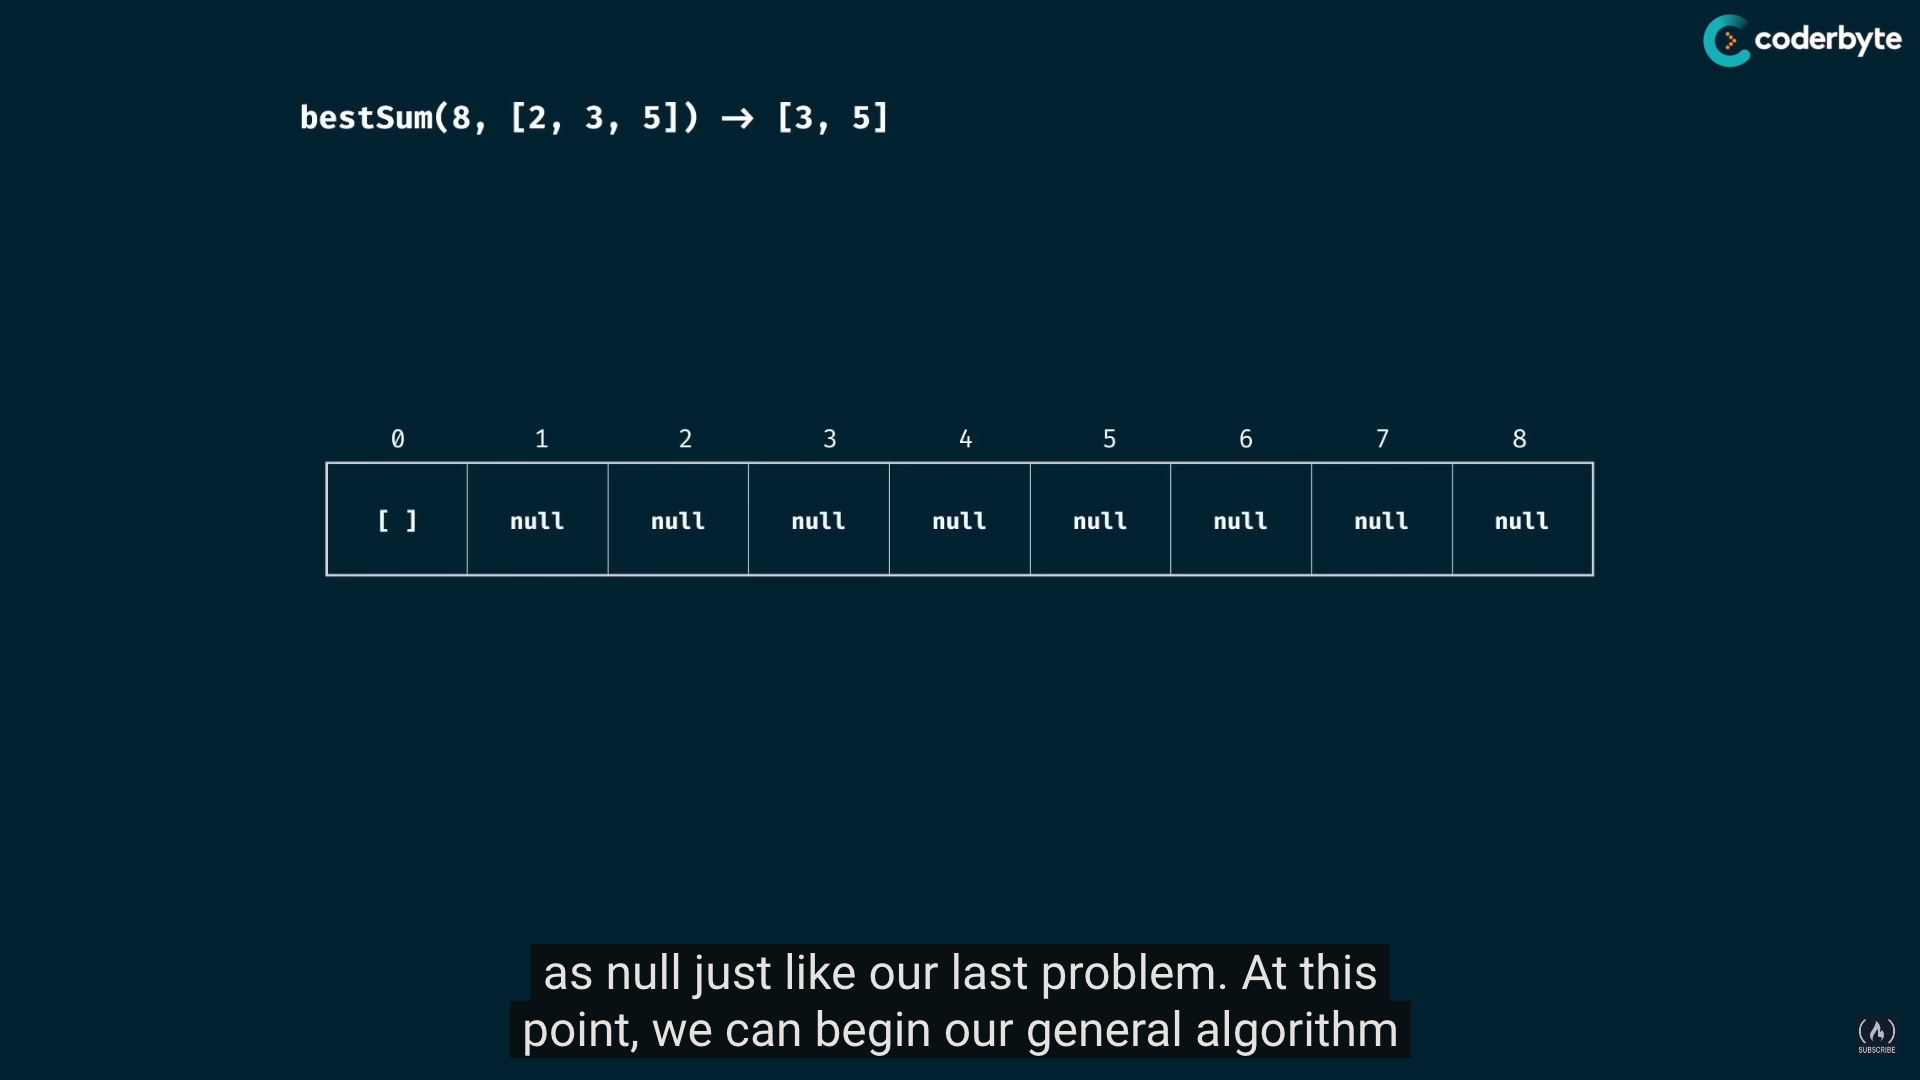 coderbyte
bestSum(8, [2, 3, 5]) → [3, 5]
0 1 2 3 4 5 6 7 8
[ ] null null null null null null null null
as null just like our last problem. At this
point, we can begin our general algorithm
SUBSCRIBE